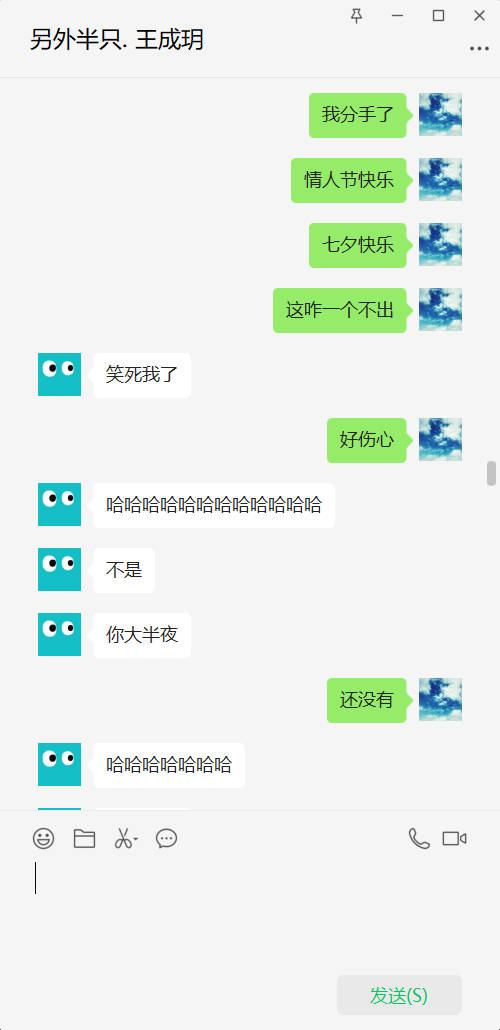 另外半只. 王成玥
我分手了
情人节快乐
七夕快乐
这咋一个不出
笑死我了
好伤心
哈哈哈哈哈哈哈哈哈哈哈哈
不是
你大半夜
还没有
哈哈哈哈哈哈哈
发送(S)